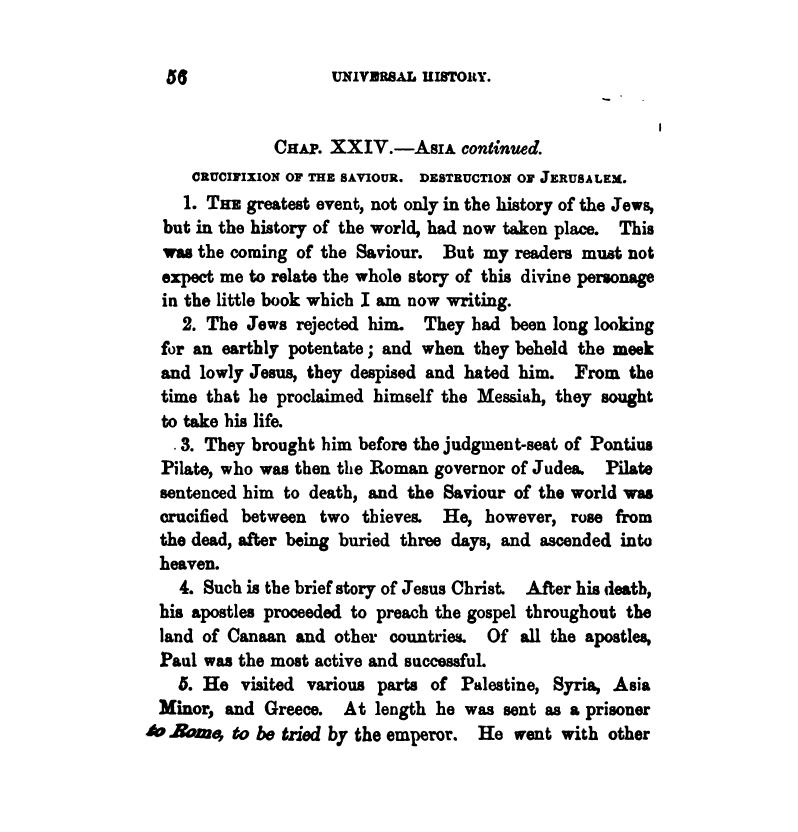 56 UNIVERSAL HISTORY.
CHAP. XXIV.—ASIA continued.
CRUCIFIXION OF THE SAVIOUR. DESTRUCTION OF JERUSALEM.
1. THE greatest event, not only in the history of the Jews,
but in the history of the world, had now taken place. This
was the coming of the Saviour. But my readers must not
expect me to relate the whole story of this divine personage
in the little book which I am now writing.
2. The Jews rejected him. They had been long looking
for an earthly potentate; and when they beheld the meek
and lowly Jesus, they despised and hated him. From the
time that he proclaimed himself the Messiah, they sought
to take his life.
3. They brought him before the judgment-seat of Pontius
Pilate, who was then the Roman governor of Judea. Pilate
sentenced him to death, and the Saviour of the world was
crucified between two thieves. He, however, rose from
the dead, after being buried three days, and ascended into
heaven.
4. Such is the brief story of Jesus Christ. After his death,
his apostles proceeded to preach the gospel throughout the
land of Canaan and other countries. Of all the apostles,
Paul was the most active and successful.
5. He visited various parts of Palestine, Syria, Asia
Minor, and Greece. At length he was sent as a prisoner
to Rome, to be tried by the emperor. He went with other